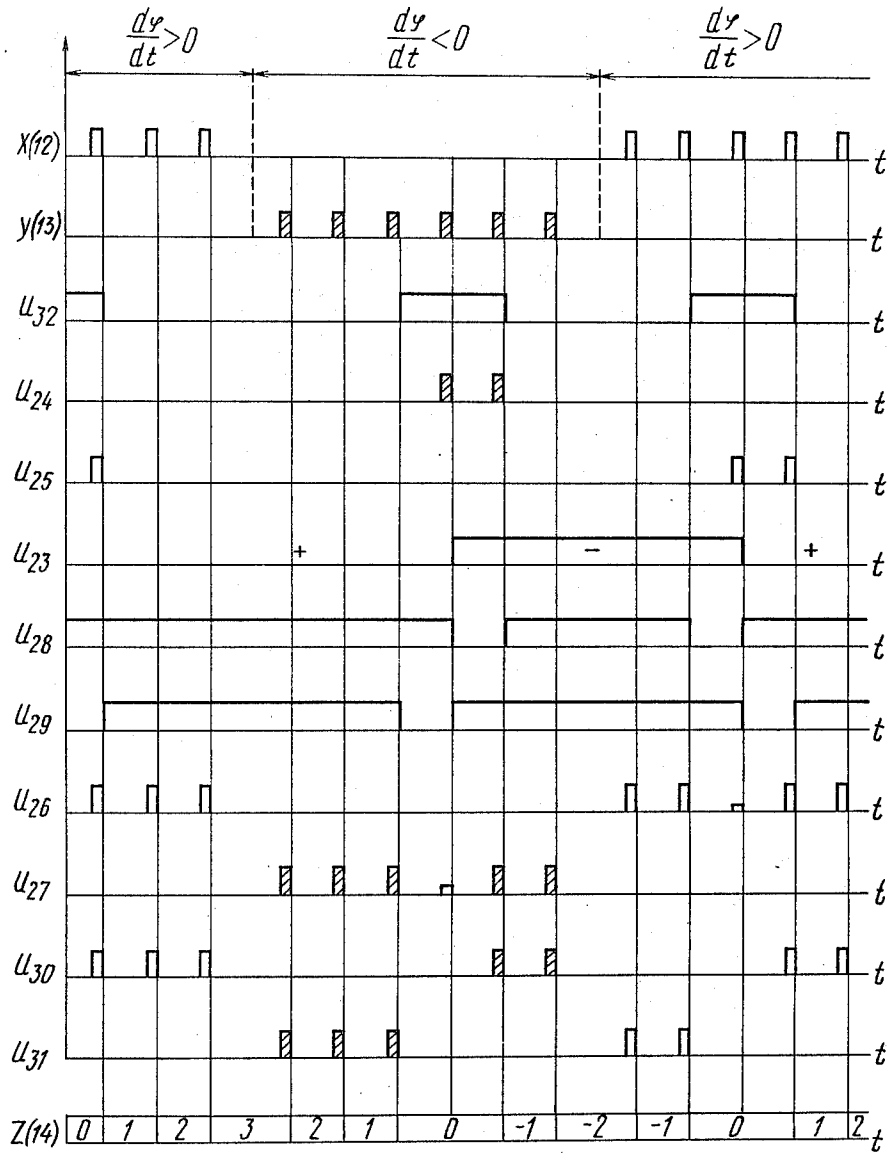 dφ/dt>0 dφ/dt<0 dφ/dt>0
X(12) t
y(13) t
U32 t
U24 t
U25 t
U23 + − + t
U28 t
U29 t
U26 t
U27 t
U30 t
U31 t
Z(14) 0 1 2 3 2 1 0 -1 -2 -1 0 1 2 t